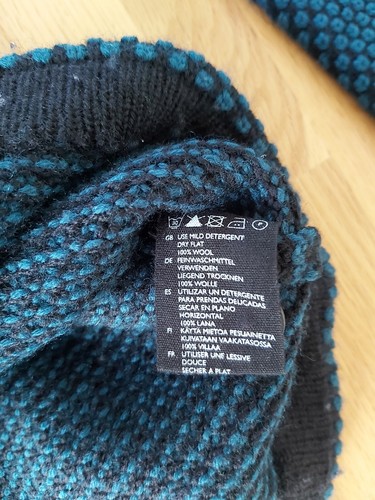 GB USE MILD DETERGENT
DRY FLAT
100% WOOL
DE FEINWASCHMITTEL
VERWENDEN
LIEGEND TROCKNEN
100% WOLLE
ES UTILIZAR UN DETERGENTE
PARA PRENDAS DELICADAS
SECAR EN PLANO
HORIZONTAL
100% LANA
FI KÄYTÄ MIETOA PESUAINETTA
KUIVATAAN VAAKATASOSSA
100% VILLAA
FR UTILISER UNE LESSIVE
DOUCE
SECHER A PLAT